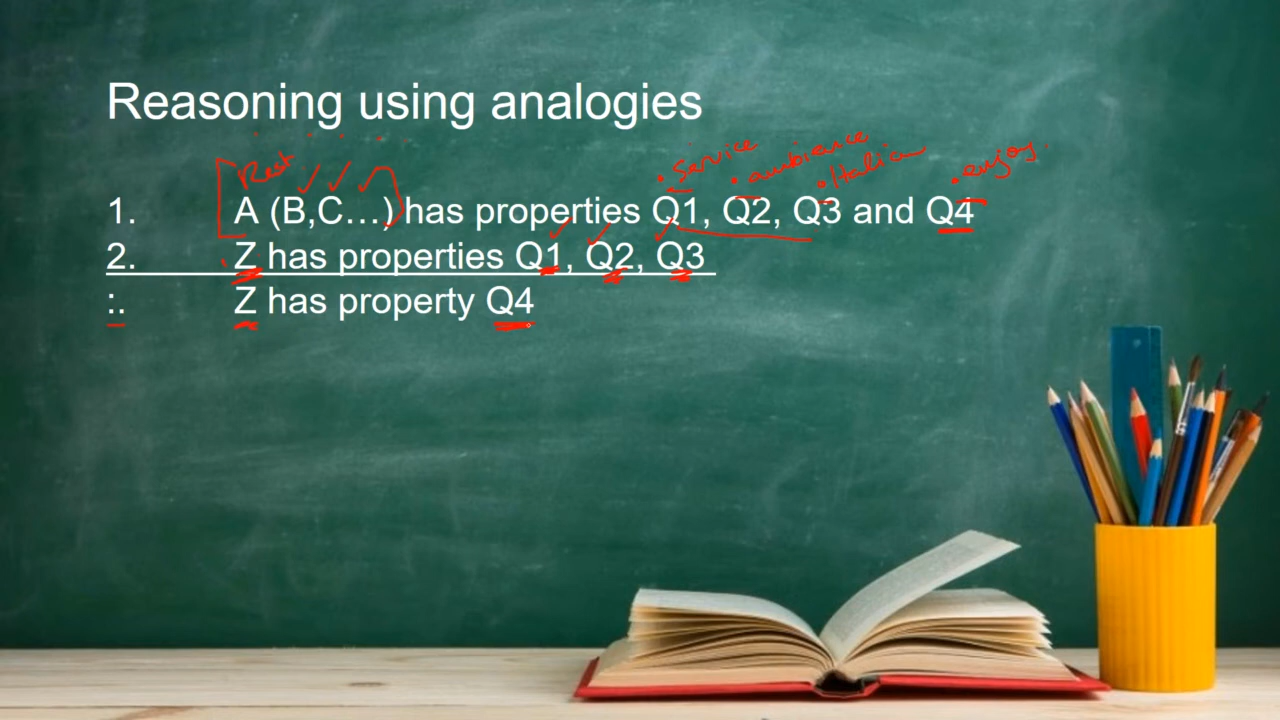 Reasoning using analogies
Rest
• Service
• ambience
• Italian
• enjoy.
1. A (B,C…) has properties Q1, Q2, Q3 and Q4
2. Z has properties Q1, Q2, Q3
:. Z has property Q4